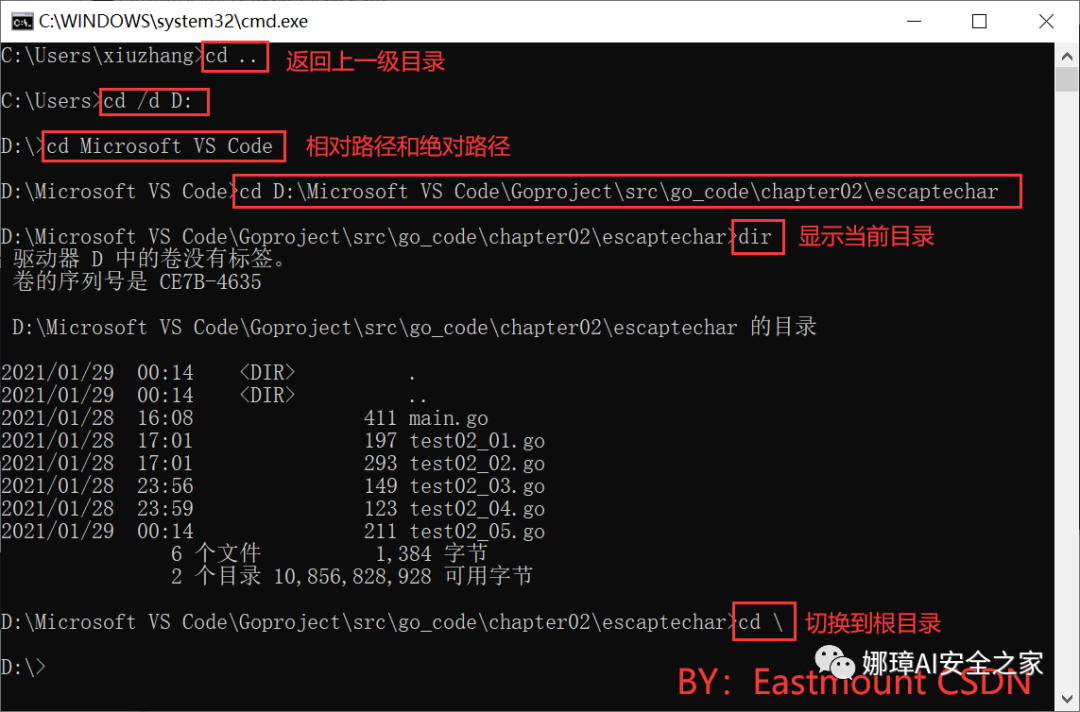 C:\WINDOWS\system32\cmd.exe
C:\Users\xiuzhang>cd .. 返回上一级目录
C:\Users>cd /d D:
D:\>cd Microsoft VS Code 相对路径和绝对路径
D:\Microsoft VS Code>cd D:\Microsoft VS Code\Goproject\src\go_code\chapter02\escaptechar
D:\Microsoft VS Code\Goproject\src\go_code\chapter02\escaptechar>dir 显示当前目录
驱动器 D 中的卷没有标签。
卷的序列号是 CE7B-4635
D:\Microsoft VS Code\Goproject\src\go_code\chapter02\escaptechar 的目录
2021/01/29 00:14 <DIR> .
2021/01/29 00:14 <DIR> ..
2021/01/28 16:08 411 main.go
2021/01/28 17:01 197 test02_01.go
2021/01/28 17:01 293 test02_02.go
2021/01/28 23:56 149 test02_03.go
2021/01/28 23:59 123 test02_04.go
2021/01/29 00:14 211 test02_05.go
6 个文件 1,384 字节
2 个目录 10,856,828,928 可用字节
D:\Microsoft VS Code\Goproject\src\go_code\chapter02\escaptechar>cd \ 切换到根目录
D:\>
娜璋AI安全之家
BY：Eastmount CSDN